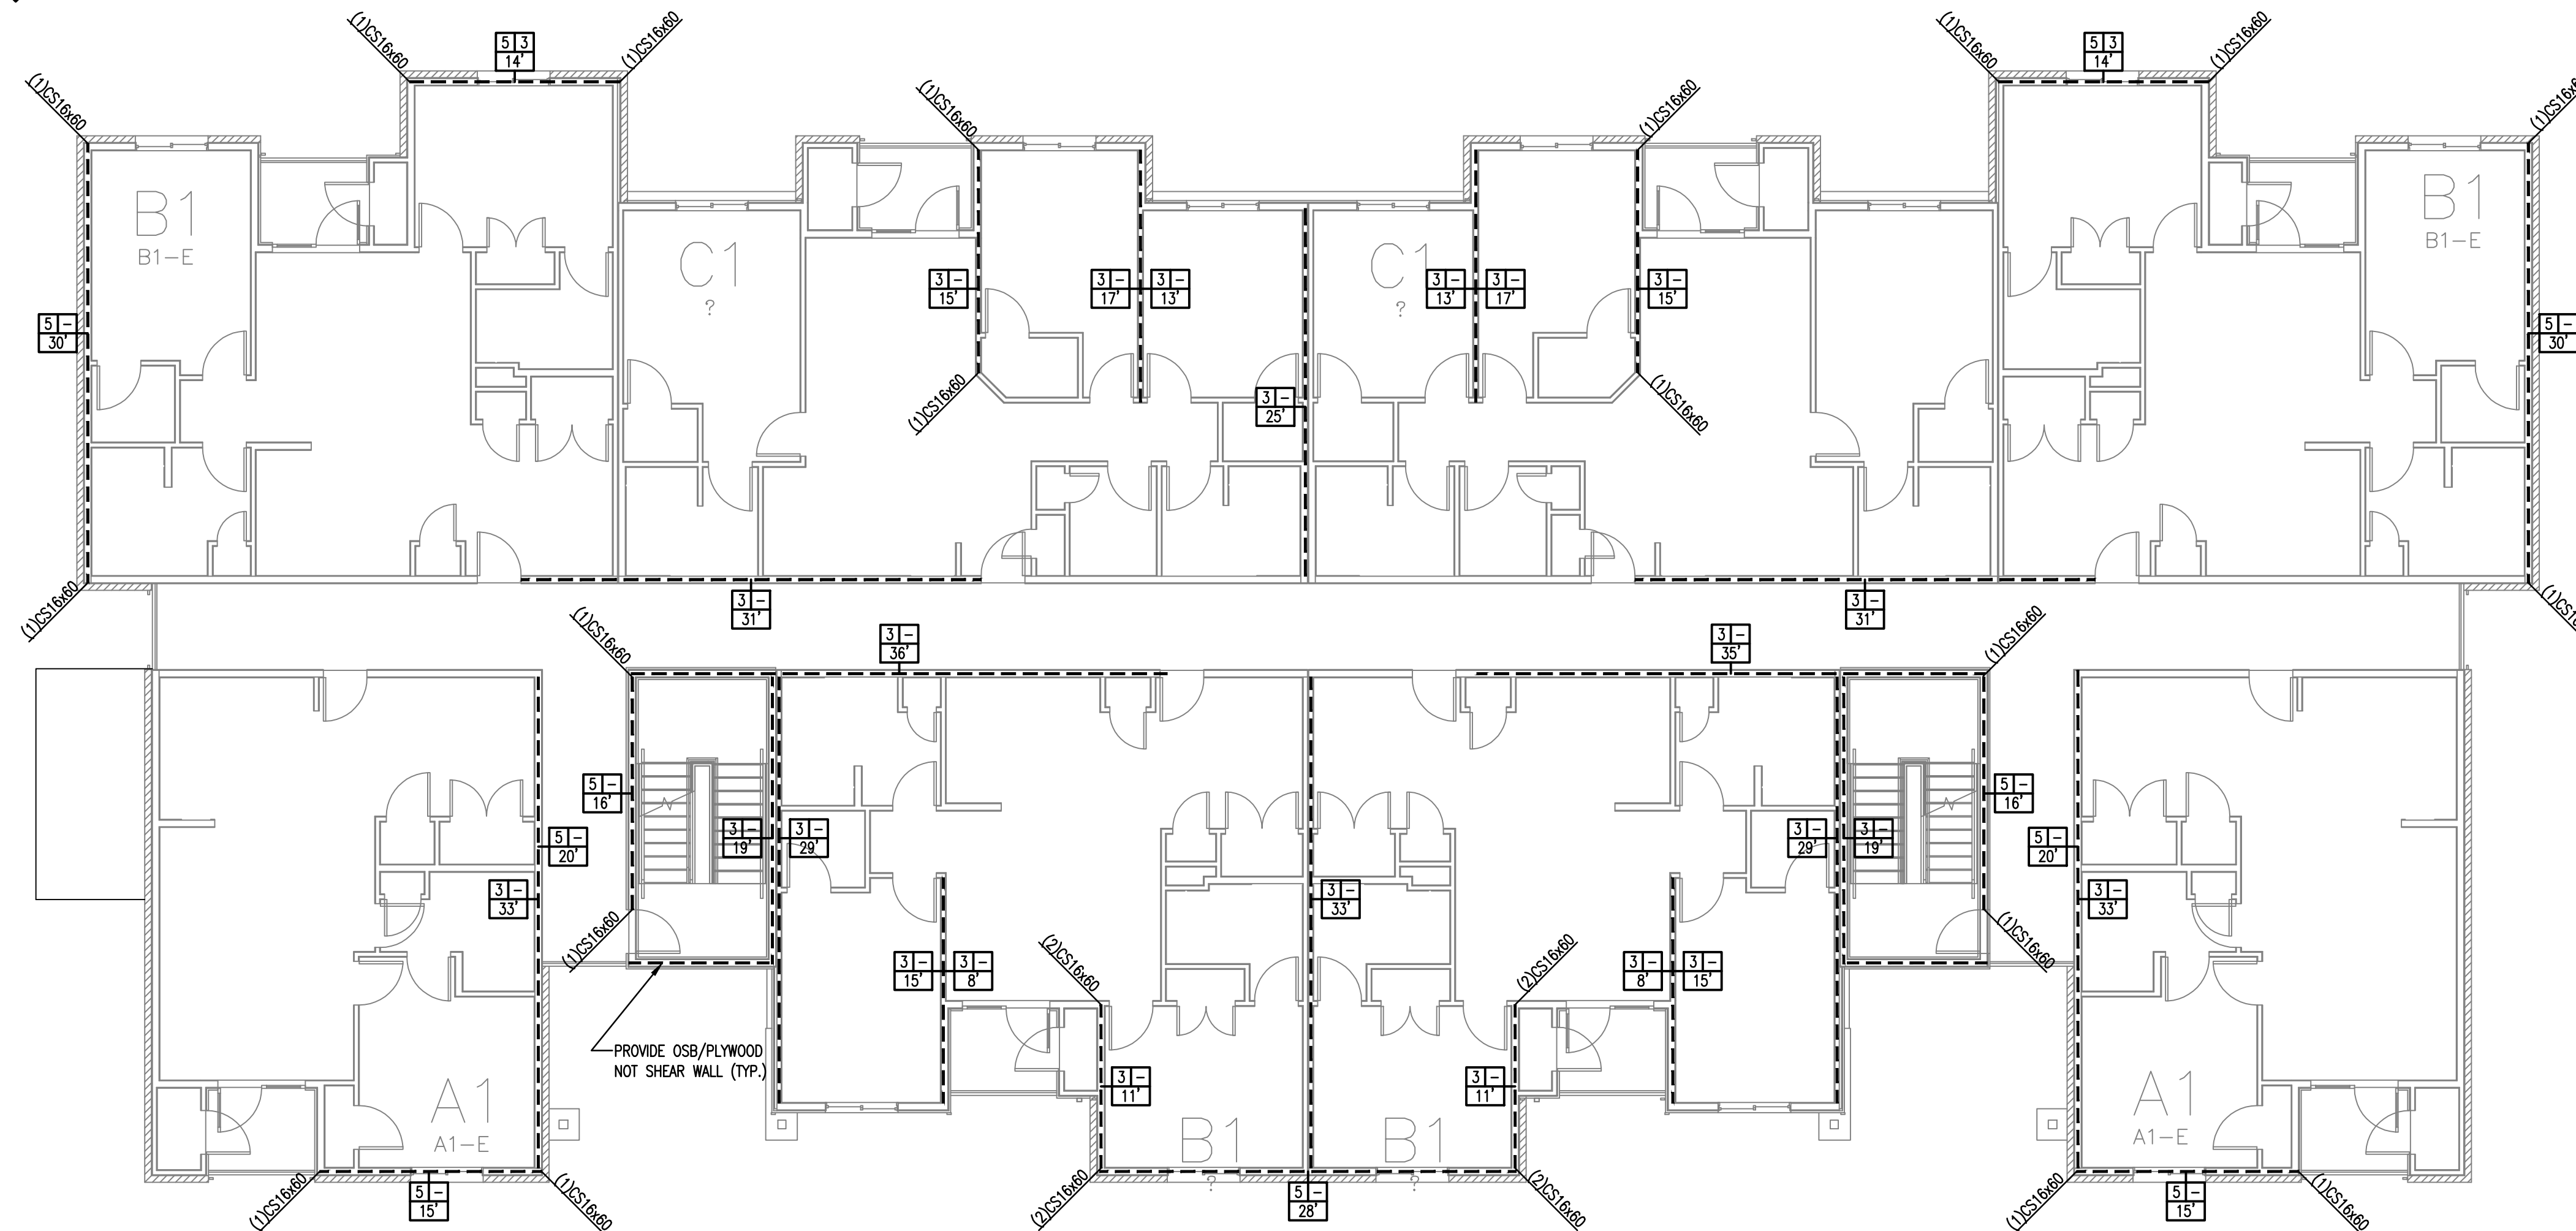 (1)CS16x60
(1)CS16x60
5 3
14'
(1)CS16x60
(1)CS16x60
(1)CS16x60
(1)CS16x60
5 3
14'
(1)CS16x60
(1)CS16x6
B1
B1-E
C1
?
C1
?
B1
B1-E
5 -
30'
3 -
15'
3 -
17'
3 -
13'
3 -
13'
3 -
17'
3 -
15'
5 -
30'
3 -
25'
(1)CS16x60
(1)CS16x60
(1)CS16x60
3 -
31'
3 -
31'
(1)CS16x60
3 -
36'
3 -
35'
(1)CS16x60
5 -
16'
5 -
16'
3 -
19'
3 -
29'
3 -
29'
3 -
19'
5 -
20'
5 -
20'
3 -
33'
3 -
33'
3 -
33'
(1)CS16x60
(1)CS16x60
3 -
15'
3 -
8'
(2)CS16x60
(2)CS16x60
3 -
8'
3 -
15'
PROVIDE OSB/PLYWOOD
NOT SHEAR WALL (TYP.)
3 -
11'
3 -
11'
A1
A1-E
B1
?
B1
?
A1
A1-E
(1)CS16x60
5 -
15'
(1)CS16x60
(2)CS16x60
5 -
28'
(2)CS16x60
(1)CS16x60
5 -
15'
(1)CS16x60